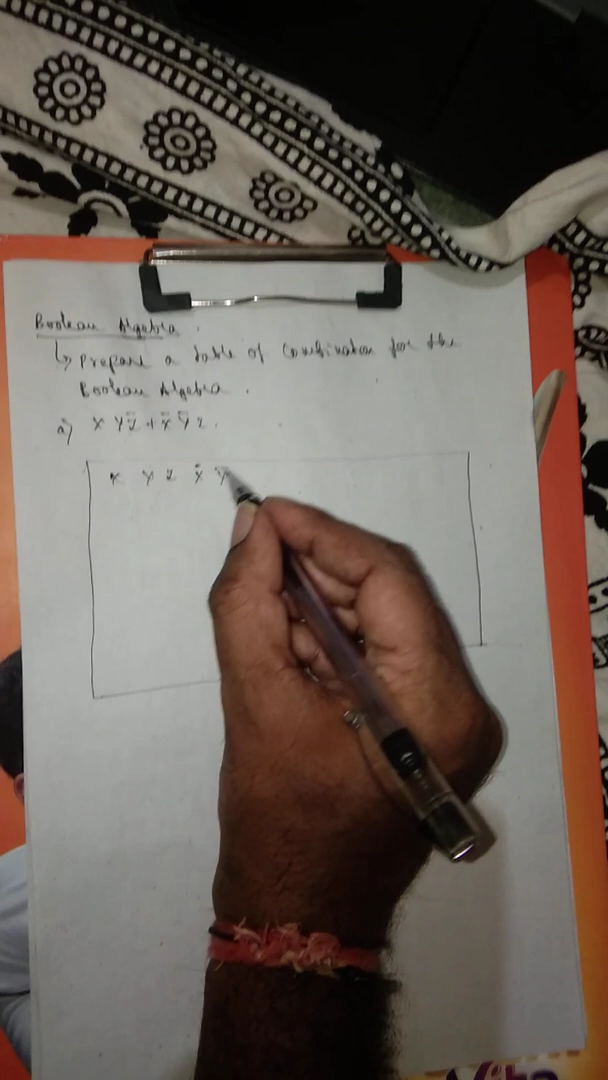 Boolean Algebra.
↳ Prepare a table of Combination for the
Boolean Algebra.
a) X Y Z̅ + X̅ Y̅ Z.
X Y Z X̅ Y̅